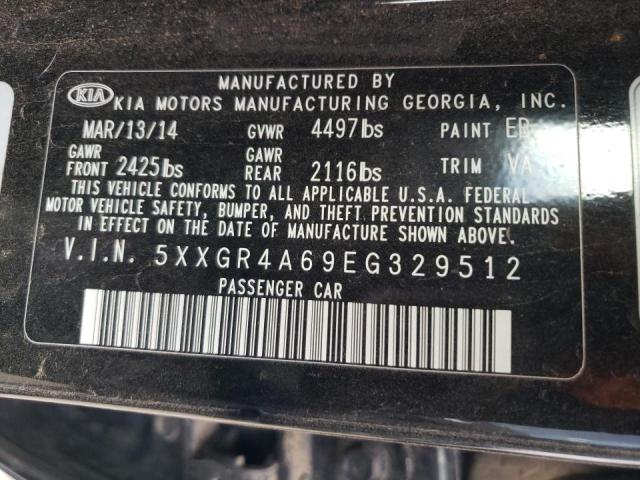 MANUFACTURED BY
KIA KIA MOTORS MANUFACTURING GEORGIA, INC.
MAR/13/14 GVWR 4497lbs PAINT EB
GAWR FRONT 2425lbs GAWR REAR 2116lbs TRIM VA
THIS VEHICLE CONFORMS TO ALL APPLICABLE U.S.A. FEDERAL
MOTOR VEHICLE SAFETY, BUMPER, AND THEFT PREVENTION STANDARDS
IN EFFECT ON THE DATE OF MANUFACTURE SHOWN ABOVE.
V.I.N. 5XXGR4A69EG329512
PASSENGER CAR